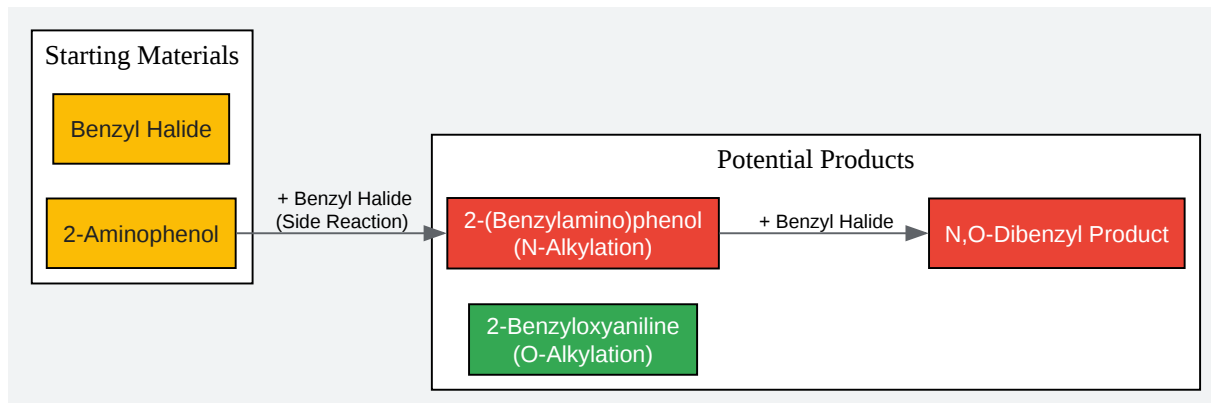 Starting Materials
Benzyl Halide
2-Aminophenol
+ Benzyl Halide
(Side Reaction)
Potential Products
2-(Benzylamino)phenol
(N-Alkylation)
+ Benzyl Halide
N,O-Dibenzyl Product
2-Benzyloxyaniline
(O-Alkylation)